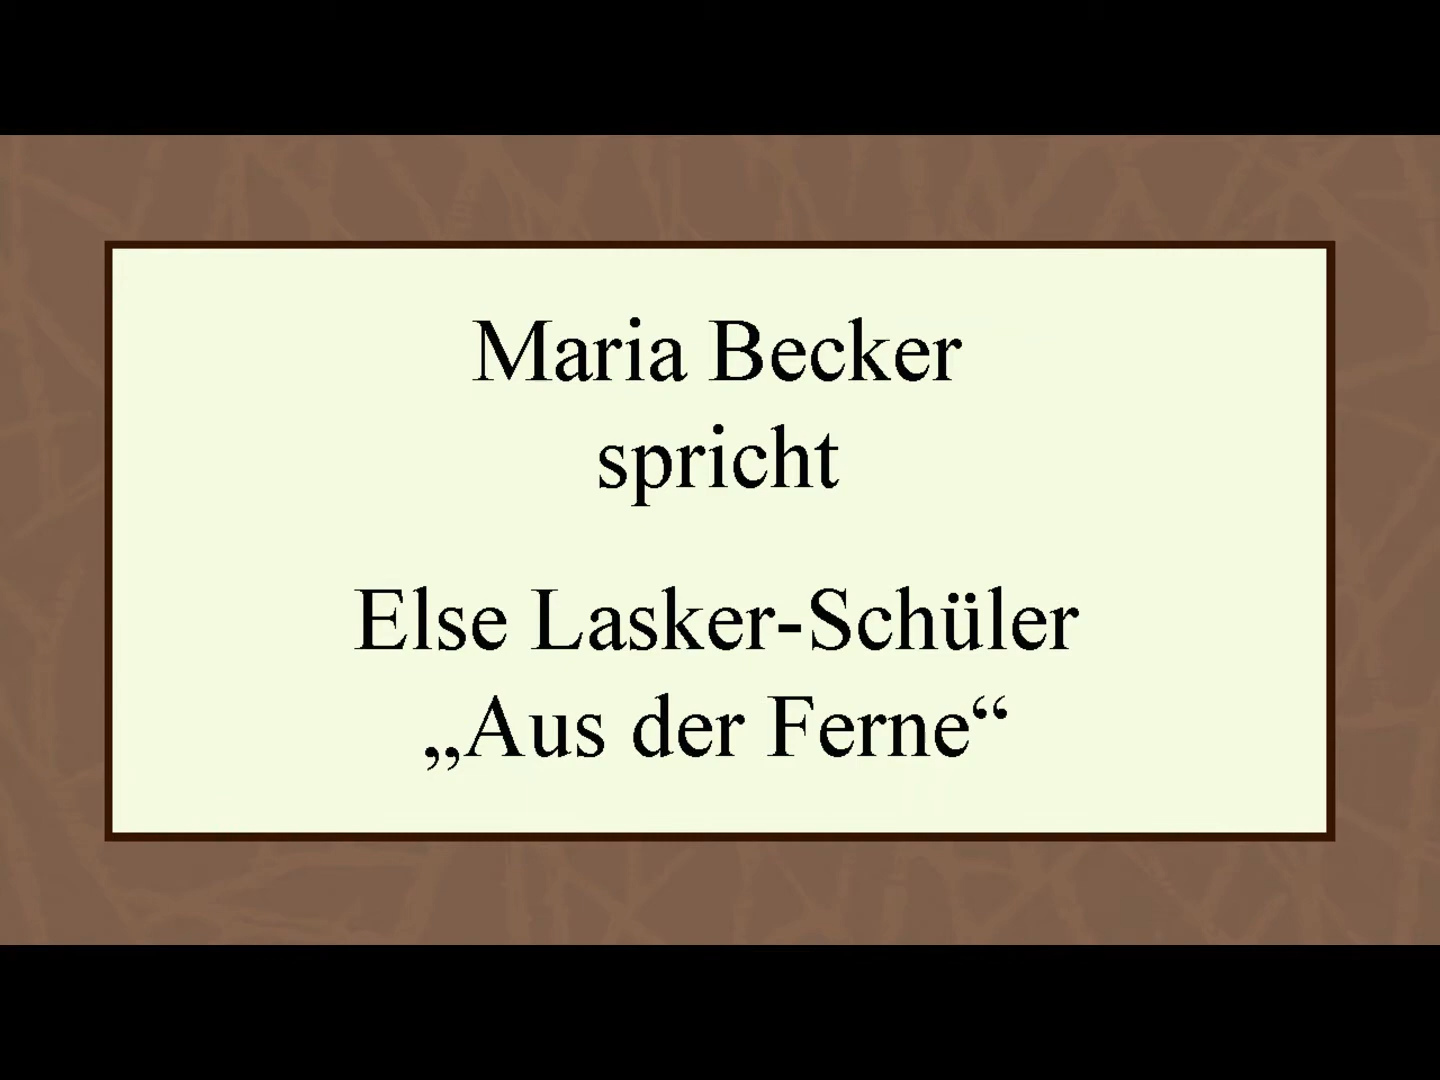 Maria Becker
spricht
Else Lasker-Schüler
„Aus der Ferne“